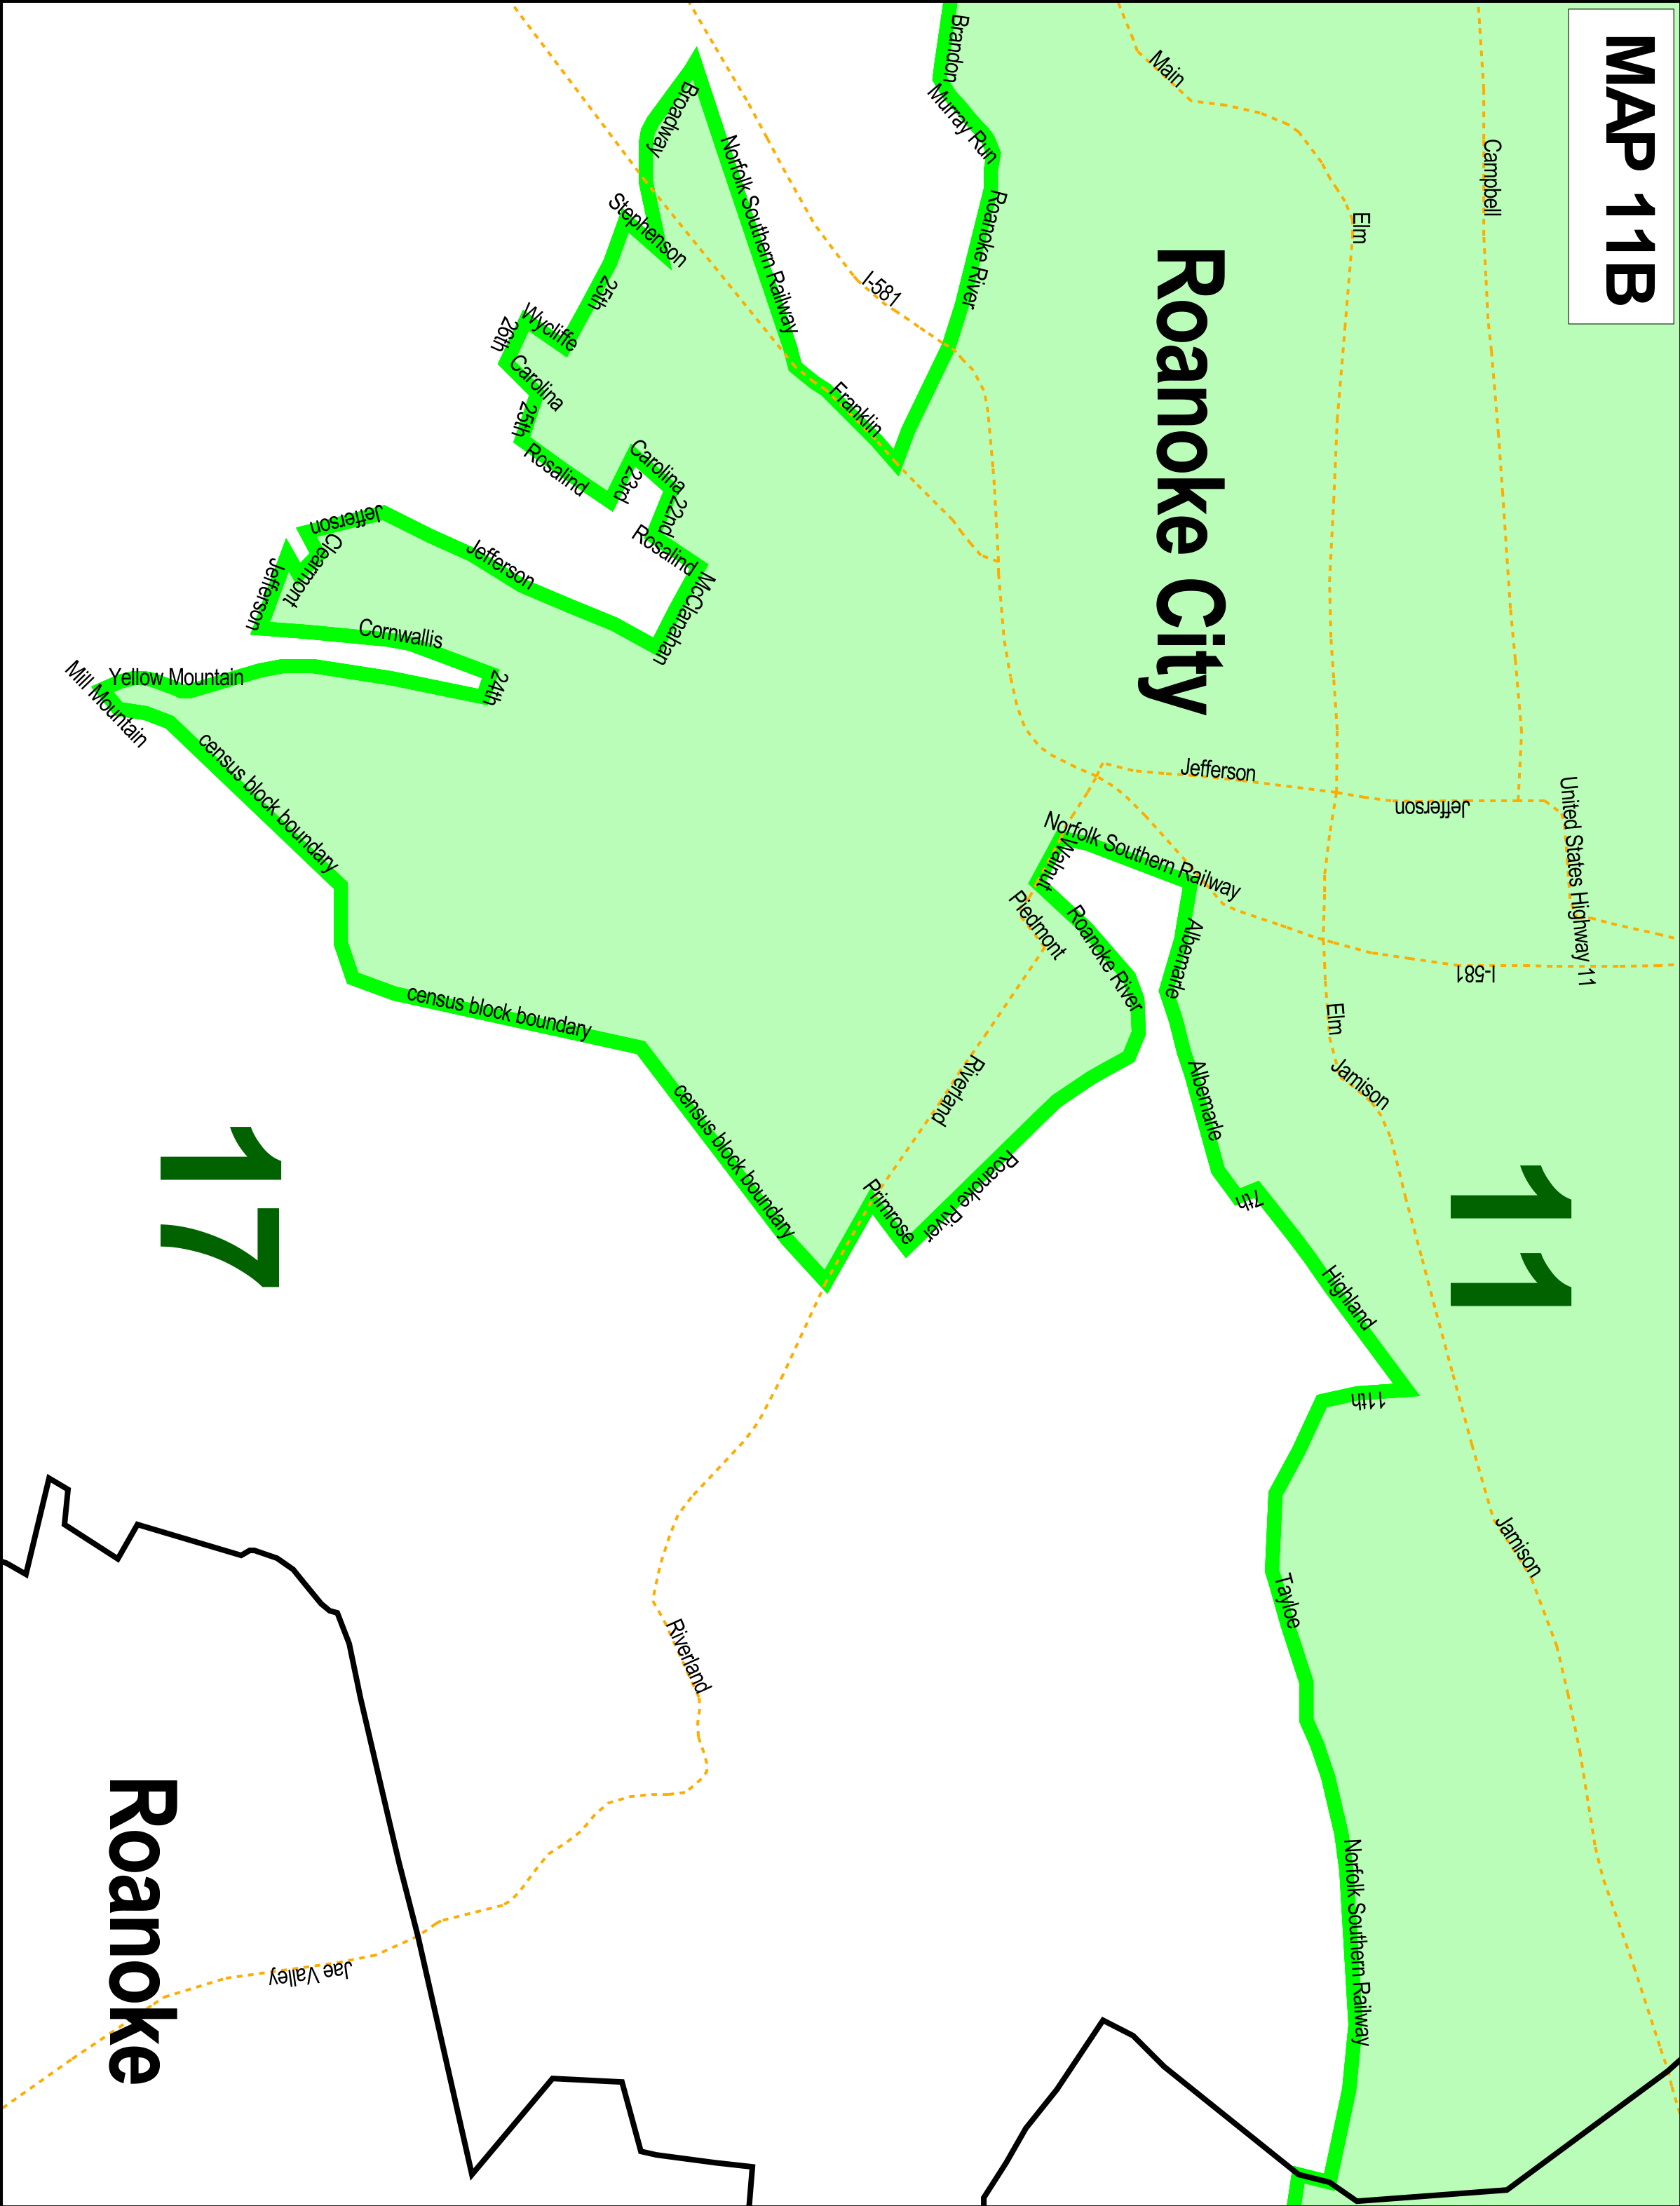 MAP 11B
Campbell
Main
Elm
Brandon
Murray Run
Roanoke River
Roanoke City
I-581
Broadway
Norfolk Southern Railway
Stephenson
25th
Wycliffe
26th
Carolina
25th
Rosalind
Franklin
Carolina
23rd
22nd
Rosalind
McClanahan
Jefferson
Jefferson
Clearmont
Jefferson
Cornwallis
24th
Yellow Mountain
Mill Mountain
census block boundary
census block boundary
census block boundary
Jefferson
Jefferson
United States Highway 11
I-581
Norfolk Southern Railway
Walnut
Piedmont
Roanoke River
Albemarle
Albemarle
Elm
Jamison
Riverland
Roanoke River
Primrose
7th
Highland
11th
11
17
Jamison
Tayloe
Riverland
Norfolk Southern Railway
Jae Valley
Roanoke